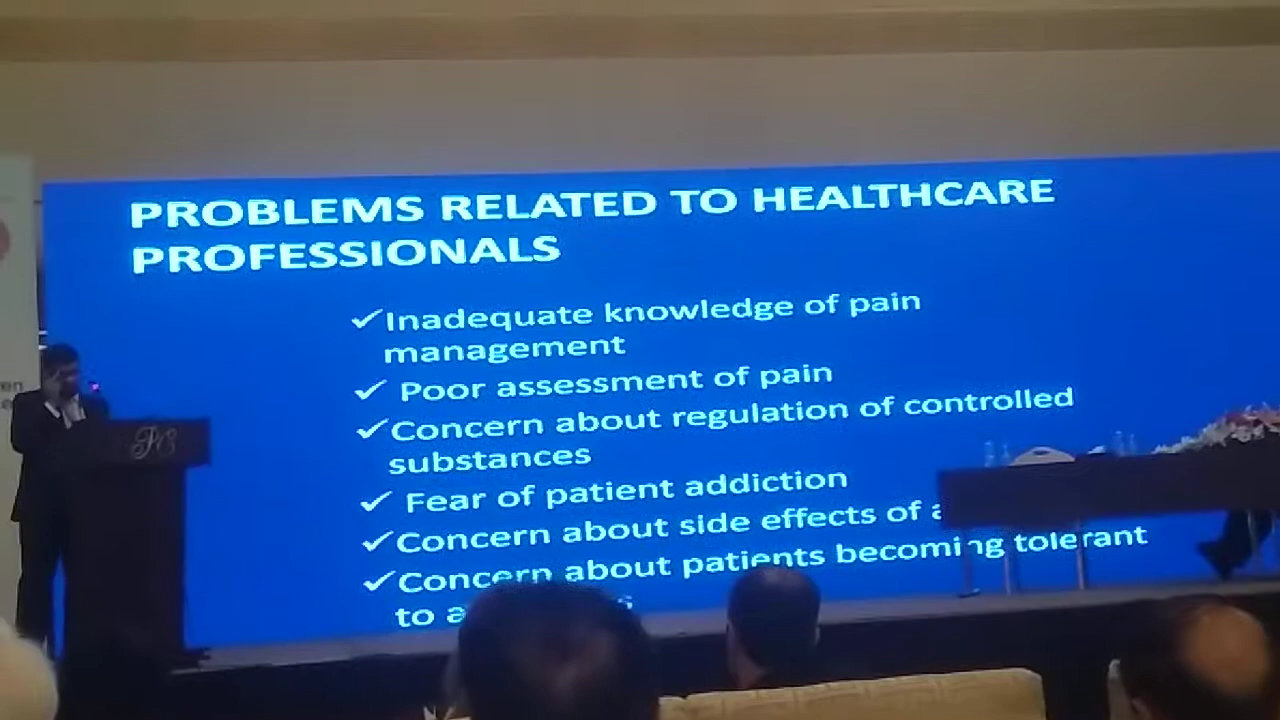 PROBLEMS RELATED TO HEALTHCARE
PROFESSIONALS
✓Inadequate knowledge of pain
management
✓ Poor assessment of pain
✓Concern about regulation of controlled
substances
✓ Fear of patient addiction
✓Concern about side effects of
✓Concern about patients becoming tolerant
to
PC